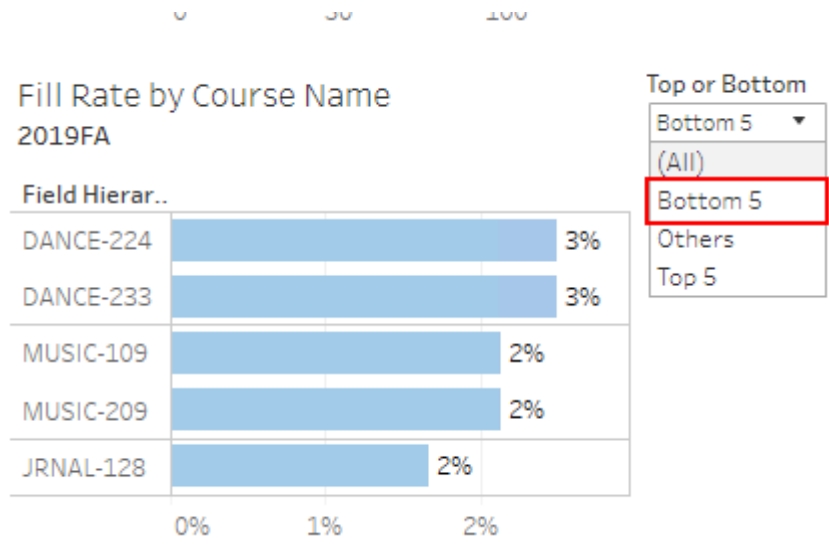 Fill Rate by Course Name
2019FA
Top or Bottom
Bottom 5
(All)
Bottom 5
Others
Top 5
Field Hierar..
DANCE-224 3%
DANCE-233 3%
MUSIC-109 2%
MUSIC-209 2%
JRNAL-128 2%
0% 1% 2%